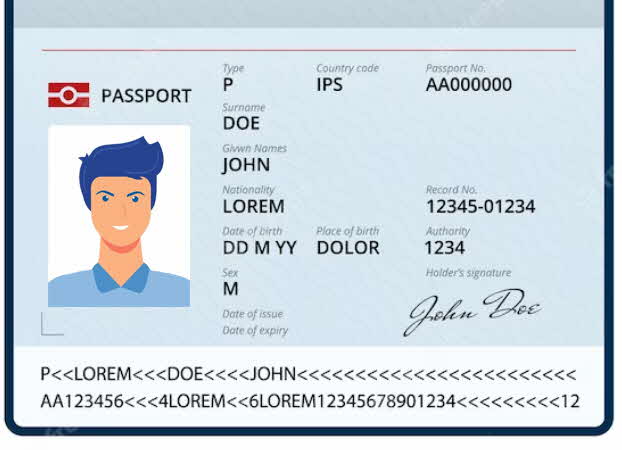 Type Country code Passport No.
PASSPORT P IPS AA000000
Surname
DOE
Givwn Names
JOHN
Nationality Record No.
LOREM 12345-01234
Date of birth Place of birth Authority
DD M YY DOLOR 1234
Sex Holder's signature
M
John Doe
Date of issue
Date of expiry
P<<LOREM<<<DOE<<<<JOHN<<<<<<<<<<<<<<<<<<<<<<<<
AA123456<<<4LOREM<<6LOREM12345678901234<<<<<<<<<12